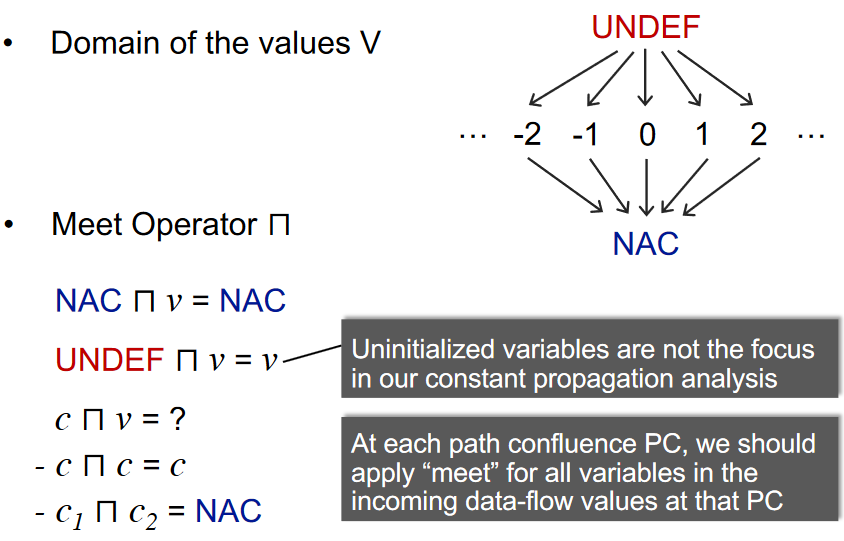 • Domain of the values V
UNDEF
··· -2 -1 0 1 2 ···
NAC
• Meet Operator ⊓
NAC ⊓ v = NAC
UNDEF ⊓ v = v
Uninitialized variables are not the focus
in our constant propagation analysis
c ⊓ v = ?
- c ⊓ c = c
- c₁ ⊓ c₂ = NAC
At each path confluence PC, we should
apply “meet” for all variables in the
incoming data-flow values at that PC